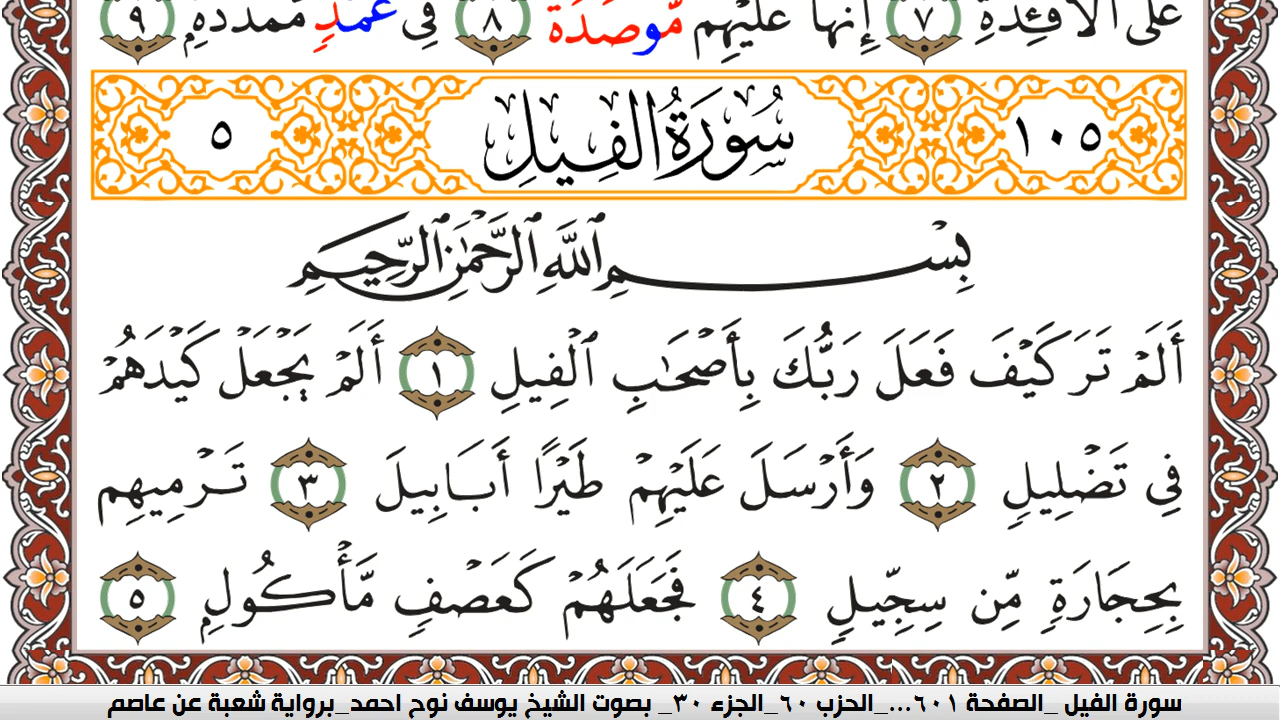 عَلَى ٱلۡأَفۡـِٔدَةِ ٧ إِنَّهَا عَلَيۡهِم مُّوصَدَةٞ ٨ فِي عُمُدٖ مُّمَدَّدَةِۭ ٩
١٠٥ سُورَةُ الفِيلِ ٥
بِسۡمِ ٱللَّهِ ٱلرَّحۡمَٰنِ ٱلرَّحِيمِ
أَلَمۡ تَرَ كَيۡفَ فَعَلَ رَبُّكَ بِأَصۡحَٰبِ ٱلۡفِيلِ ١ أَلَمۡ يَجۡعَلۡ كَيۡدَهُمۡ
فِي تَضۡلِيلٖ ٢ وَأَرۡسَلَ عَلَيۡهِمۡ طَيۡرًا أَبَابِيلَ ٣ تَرۡمِيهِم
بِحِجَارَةٖ مِّن سِجِّيلٖ ٤ فَجَعَلَهُمۡ كَعَصۡفٖ مَّأۡكُولِۭ ٥
سورة الفيل _الصفحة ٦٠١..._الحزب ٦٠_الجزء ٣٠_ بصوت الشيخ يوسف نوح احمد_برواية شعبة عن عاصم